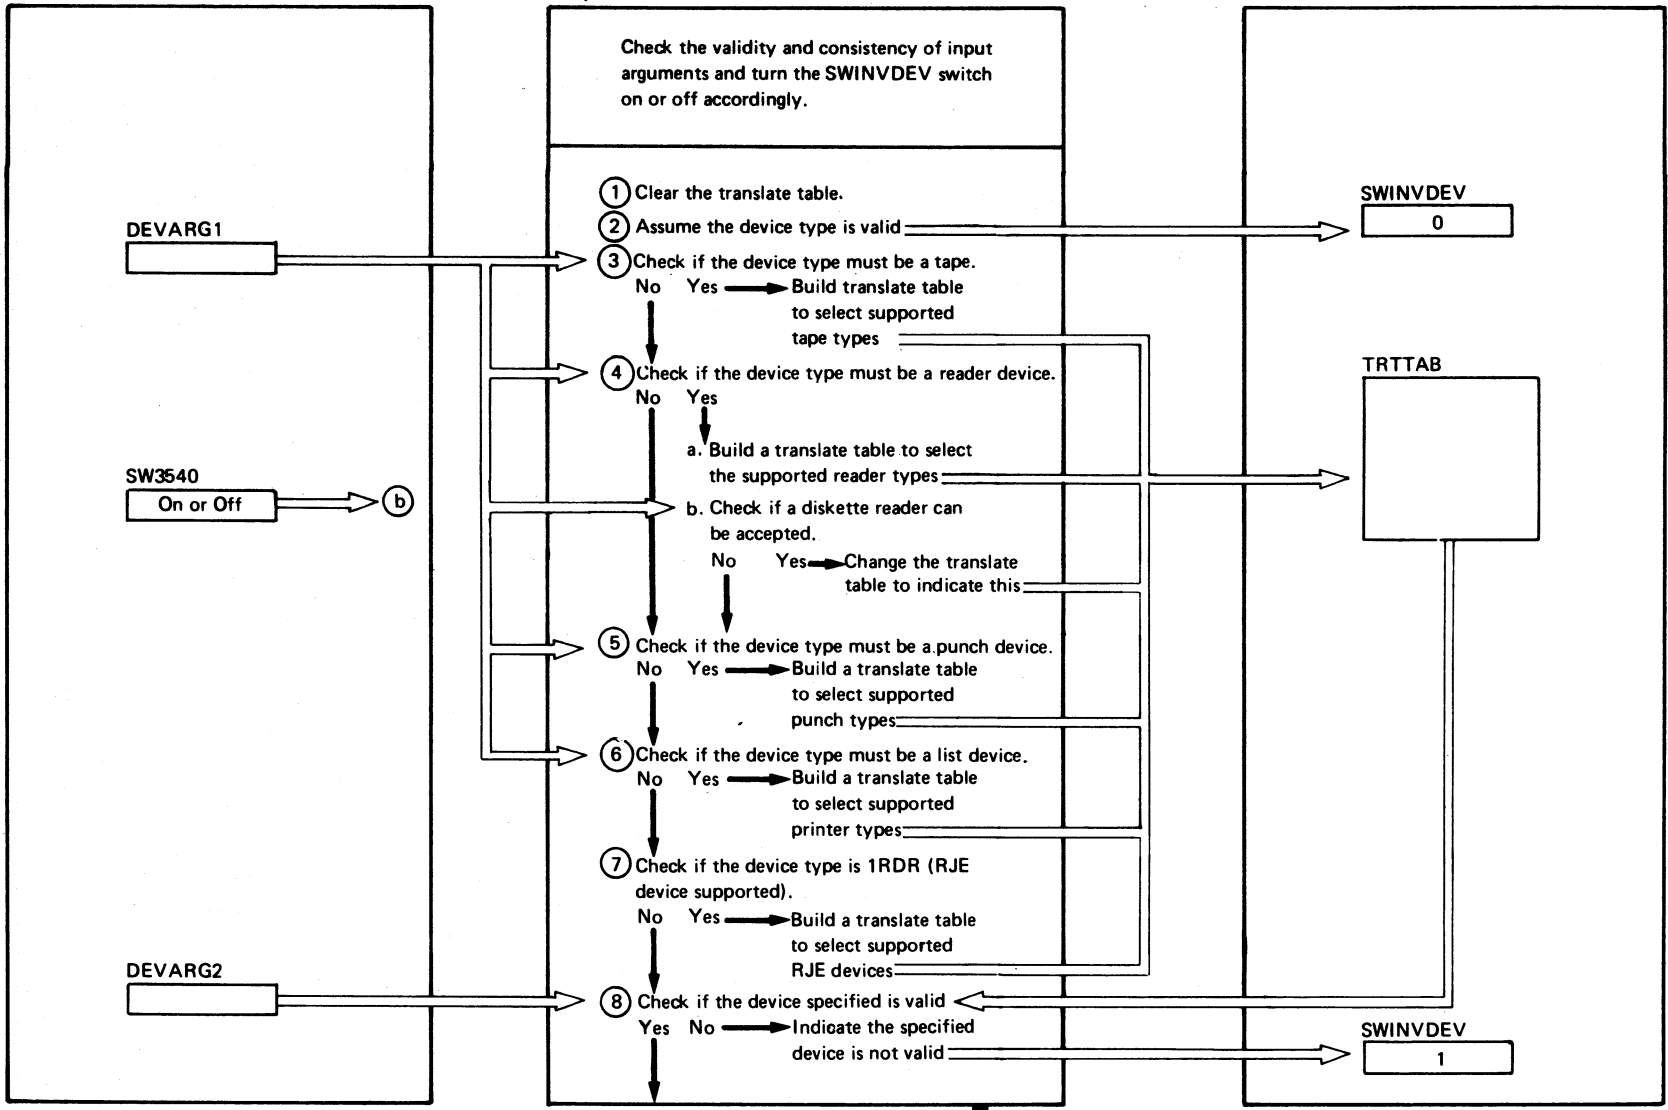 Check the validity and consistency of input
arguments and turn the SWINVDEV switch
on or off accordingly.
1 Clear the translate table.
2 Assume the device type is valid
SWINVDEV
0
DEVARG1
3 Check if the device type must be a tape.
No Yes Build translate table
to select supported
tape types
TRTTAB
4 Check if the device type must be a reader device.
No Yes
a. Build a translate table to select
the supported reader types
SW3540
On or Off
b
b. Check if a diskette reader can
be accepted.
No Yes Change the translate
table to indicate this
5 Check if the device type must be a punch device.
No Yes Build a translate table
to select supported
punch types
6 Check if the device type must be a list device.
No Yes Build a translate table
to select supported
printer types
7 Check if the device type is 1RDR (RJE
device supported).
No Yes Build a translate table
to select supported
RJE devices
DEVARG2
8 Check if the device specified is valid
Yes No Indicate the specified
device is not valid
SWINVDEV
1